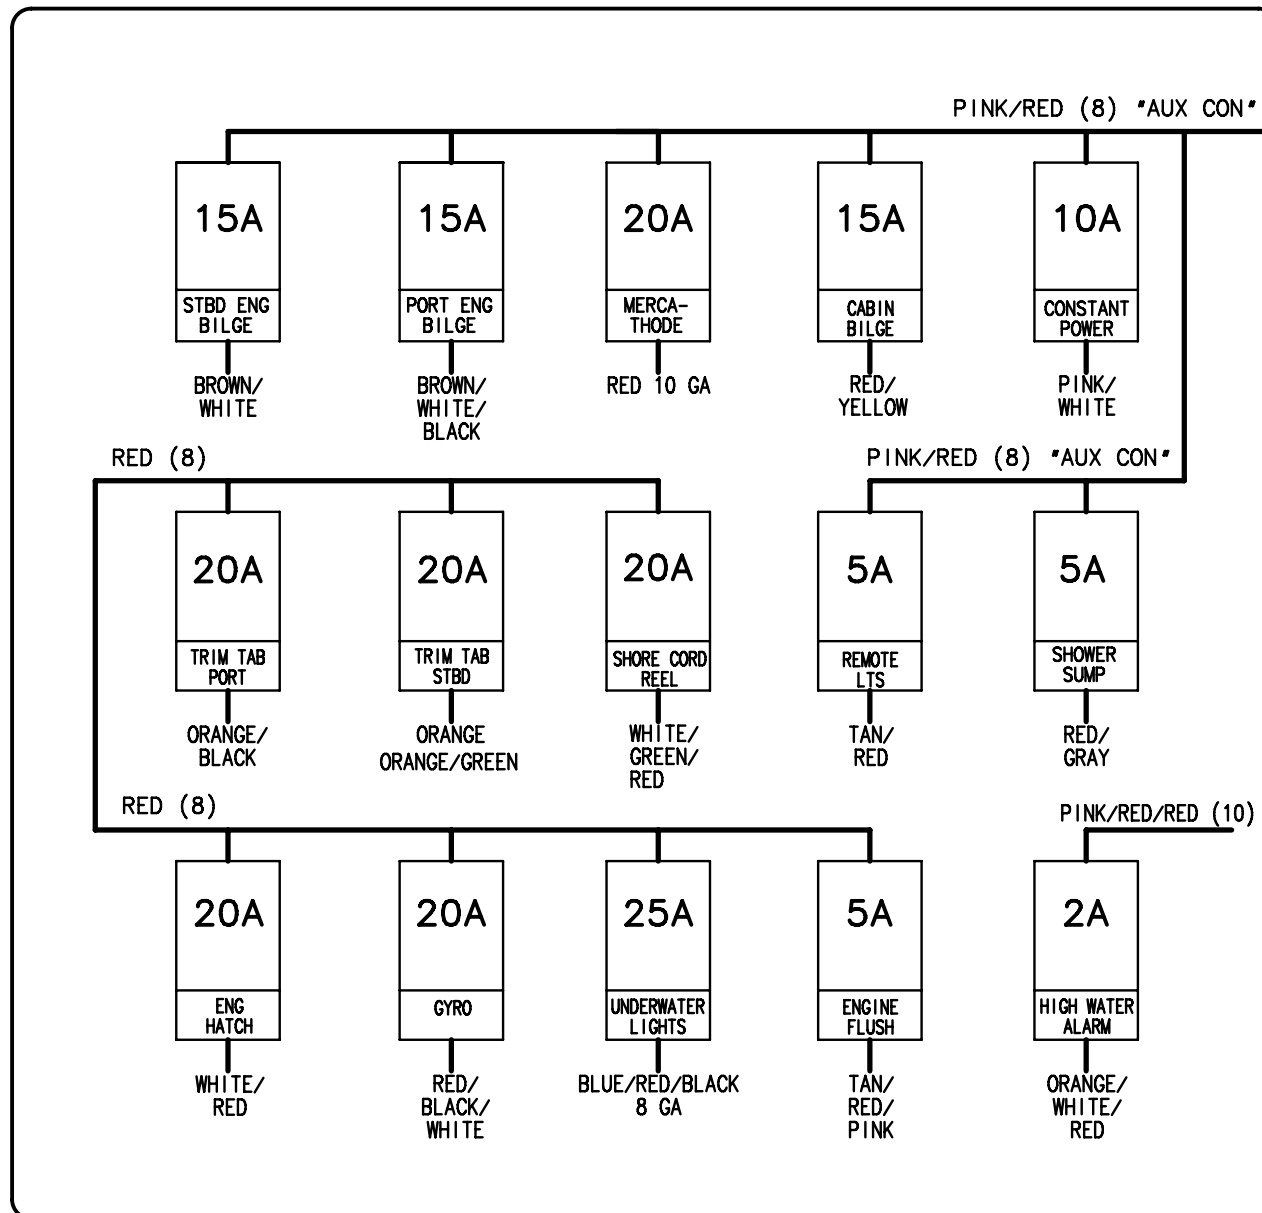 PINK/RED (8) "AUX CON"
15A
STBD ENG
BILGE
BROWN/
WHITE
15A
PORT ENG
BILGE
BROWN/
WHITE/
BLACK
20A
MERCA-
THODE
RED 10 GA
15A
CABIN
BILGE
RED/
YELLOW
10A
CONSTANT
POWER
PINK/
WHITE
RED (8)
PINK/RED (8) "AUX CON"
20A
TRIM TAB
PORT
ORANGE/
BLACK
20A
TRIM TAB
STBD
ORANGE
ORANGE/GREEN
20A
SHORE CORD
REEL
WHITE/
GREEN/
RED
5A
REMOTE
LTS
TAN/
RED
5A
SHOWER
SUMP
RED/
GRAY
RED (8)
PINK/RED/RED (10)
20A
ENG
HATCH
WHITE/
RED
20A
GYRO
RED/
BLACK/
WHITE
25A
UNDERWATER
LIGHTS
BLUE/RED/BLACK
8 GA
5A
ENGINE
FLUSH
TAN/
RED/
PINK
2A
HIGH WATER
ALARM
ORANGE/
WHITE/
RED